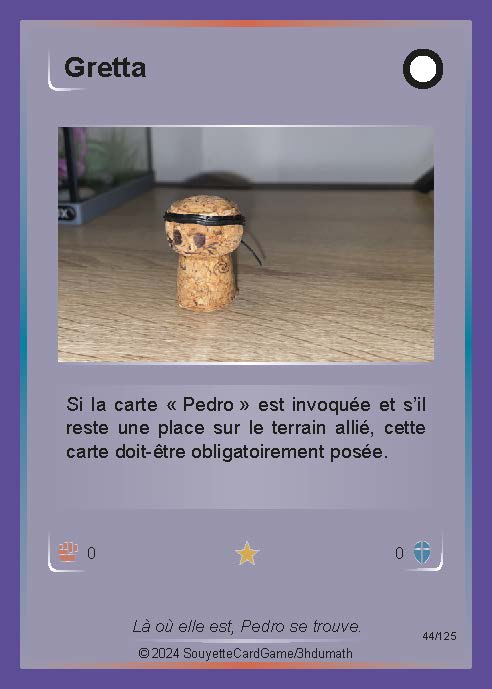 Gretta
Si la carte « Pedro » est invoquée et s'il
reste une place sur le terrain allié, cette
carte doit-être obligatoirement posée.
0
0
Là où elle est, Pedro se trouve.
44/125
© 2024 SouyetteCardGame/3hdumath